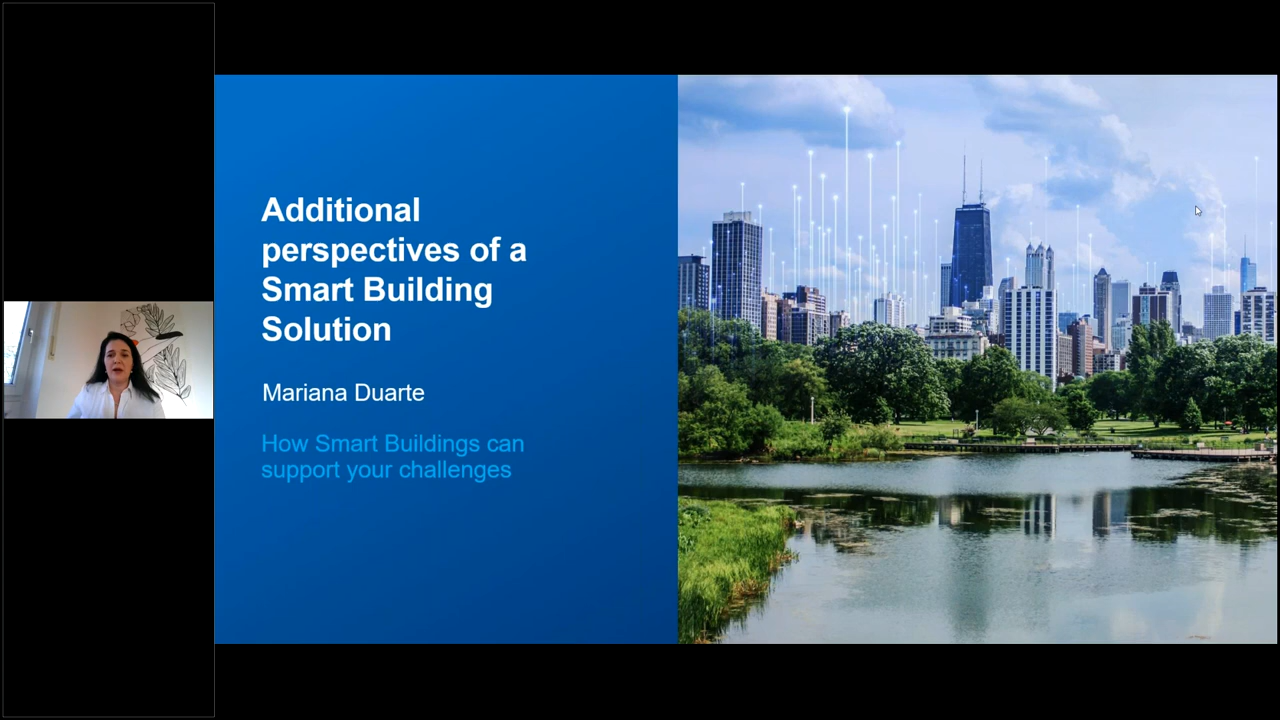 Additional
perspectives of a
Smart Building
Solution
Mariana Duarte
How Smart Buildings can
support your challenges